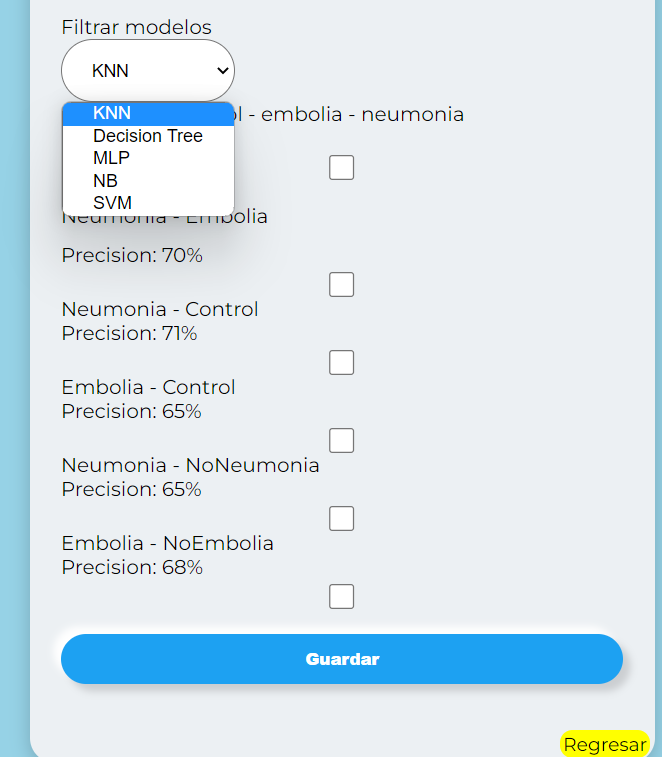 Filtrar modelos
KNN
KNN
Decision Tree
MLP
NB
SVM
- embolia - neumonia
Neumonia - Embolia
Precision: 70%
Neumonia - Control
Precision: 71%
Embolia - Control
Precision: 65%
Neumonia - NoNeumonia
Precision: 65%
Embolia - NoEmbolia
Precision: 68%
Guardar
Regresar